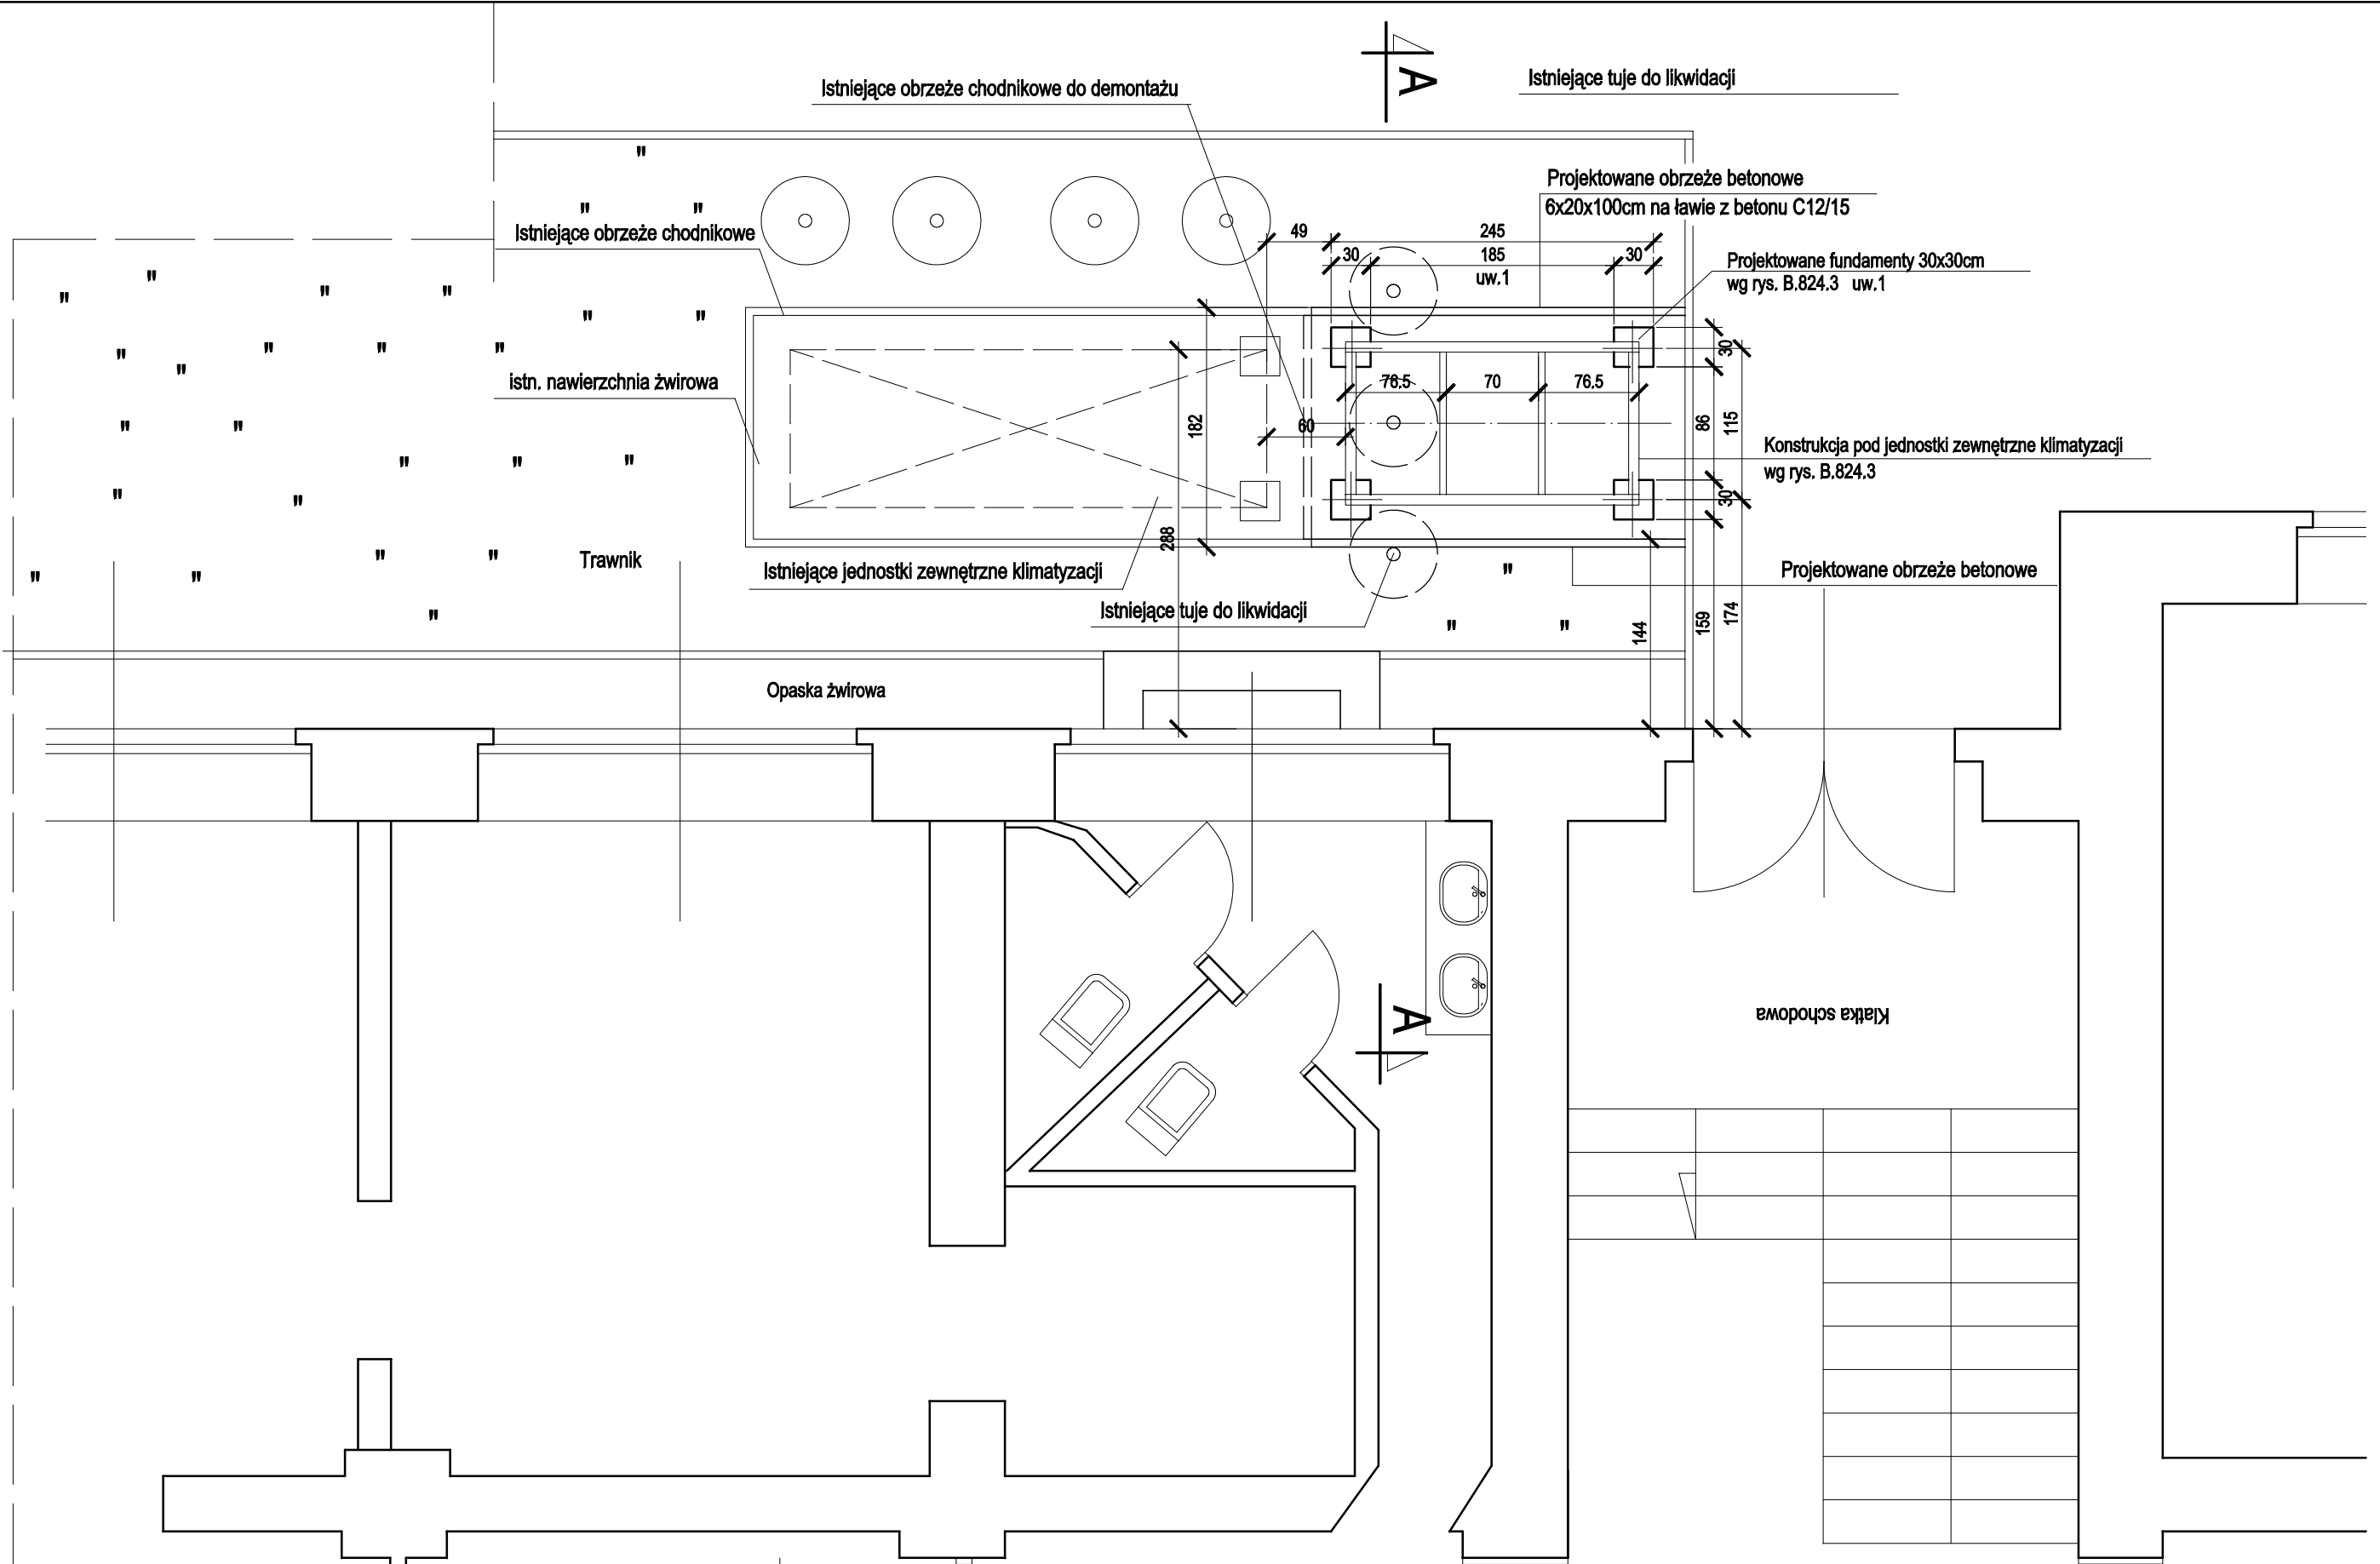 A
Istniejące tuje do likwidacji
Istniejące obrzeże chodnikowe do demontażu
Projektowane obrzeże betonowe
6x20x100cm na ławie z betonu C12/15
Istniejące obrzeże chodnikowe
49
245
30
185
30
uw.1
Projektowane fundamenty 30x30cm
wg rys. B.824.3 uw.1
30
istn. nawierzchnia żwirowa
76.5
70
76.5
182
60
86
115
Konstrukcja pod jednostki zewnętrzne klimatyzacji
wg rys. B.824.3
30
288
Trawnik
Istniejące jednostki zewnętrzne klimatyzacji
Projektowane obrzeże betonowe
Istniejące tuje do likwidacji
144
159
174
Opaska żwirowa
A
Klatka schodowa